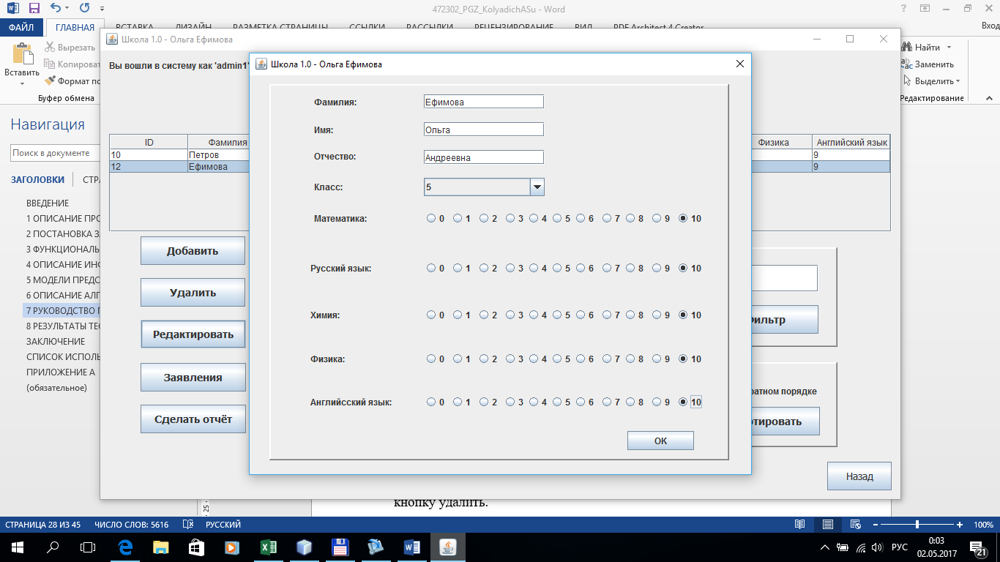 472302_PGZ_KolyadichASu - Word
ФАЙЛ ГЛАВНАЯ ВСТАВКА ДИЗАЙН РАЗМЕТКА СТРАНИЦЫ ССЫЛКИ РАССЫЛКИ РЕЦЕНЗИРОВАНИЕ ВИД PDF Architect 4 Creator Вход
Вставить
Вырезать
Копироват
Формат по
Буфер обмена
Найти
Заменить
Выделить
Редактирование
Навигация
Поиск в документе
ЗАГОЛОВКИ СТРА
ВВЕДЕНИЕ
1 ОПИСАНИЕ ПРО
2 ПОСТАНОВКА З
3 ФУНКЦИОНАЛЬ
4 ОПИСАНИЕ ИНФ
5 МОДЕЛИ ПРЕДС
6 ОПИСАНИЕ АЛГ
7 РУКОВОДСТВО П
8 РЕЗУЛЬТАТЫ ТЕС
ЗАКЛЮЧЕНИЕ
СПИСОК ИСПОЛЬ
ПРИЛОЖЕНИЕ А
(обязательное)
Школа 1.0 - Ольга Ефимова
Вы вошли в систему как 'admin1'
ID Фамилия Физика Английский язык
10 Петров 9
12 Ефимова 9
Добавить
Удалить
Редактировать
Заявления
Сделать отчёт
Фильтр
ратном порядке
тировать
Назад
Школа 1.0 - Ольга Ефимова
Фамилия: Ефимова
Имя: Ольга
Отчество: Андреевна
Класс: 5
Математика: 0 1 2 3 4 5 6 7 8 9 10
Русский язык: 0 1 2 3 4 5 6 7 8 9 10
Химия: 0 1 2 3 4 5 6 7 8 9 10
Физика: 0 1 2 3 4 5 6 7 8 9 10
Английсский язык: 0 1 2 3 4 5 6 7 8 9 10
OK
25
кнопку удалить.
СТРАНИЦА 28 ИЗ 45 ЧИСЛО СЛОВ: 5616 РУССКИЙ 100%
РУС
0:03
02.05.2017
21